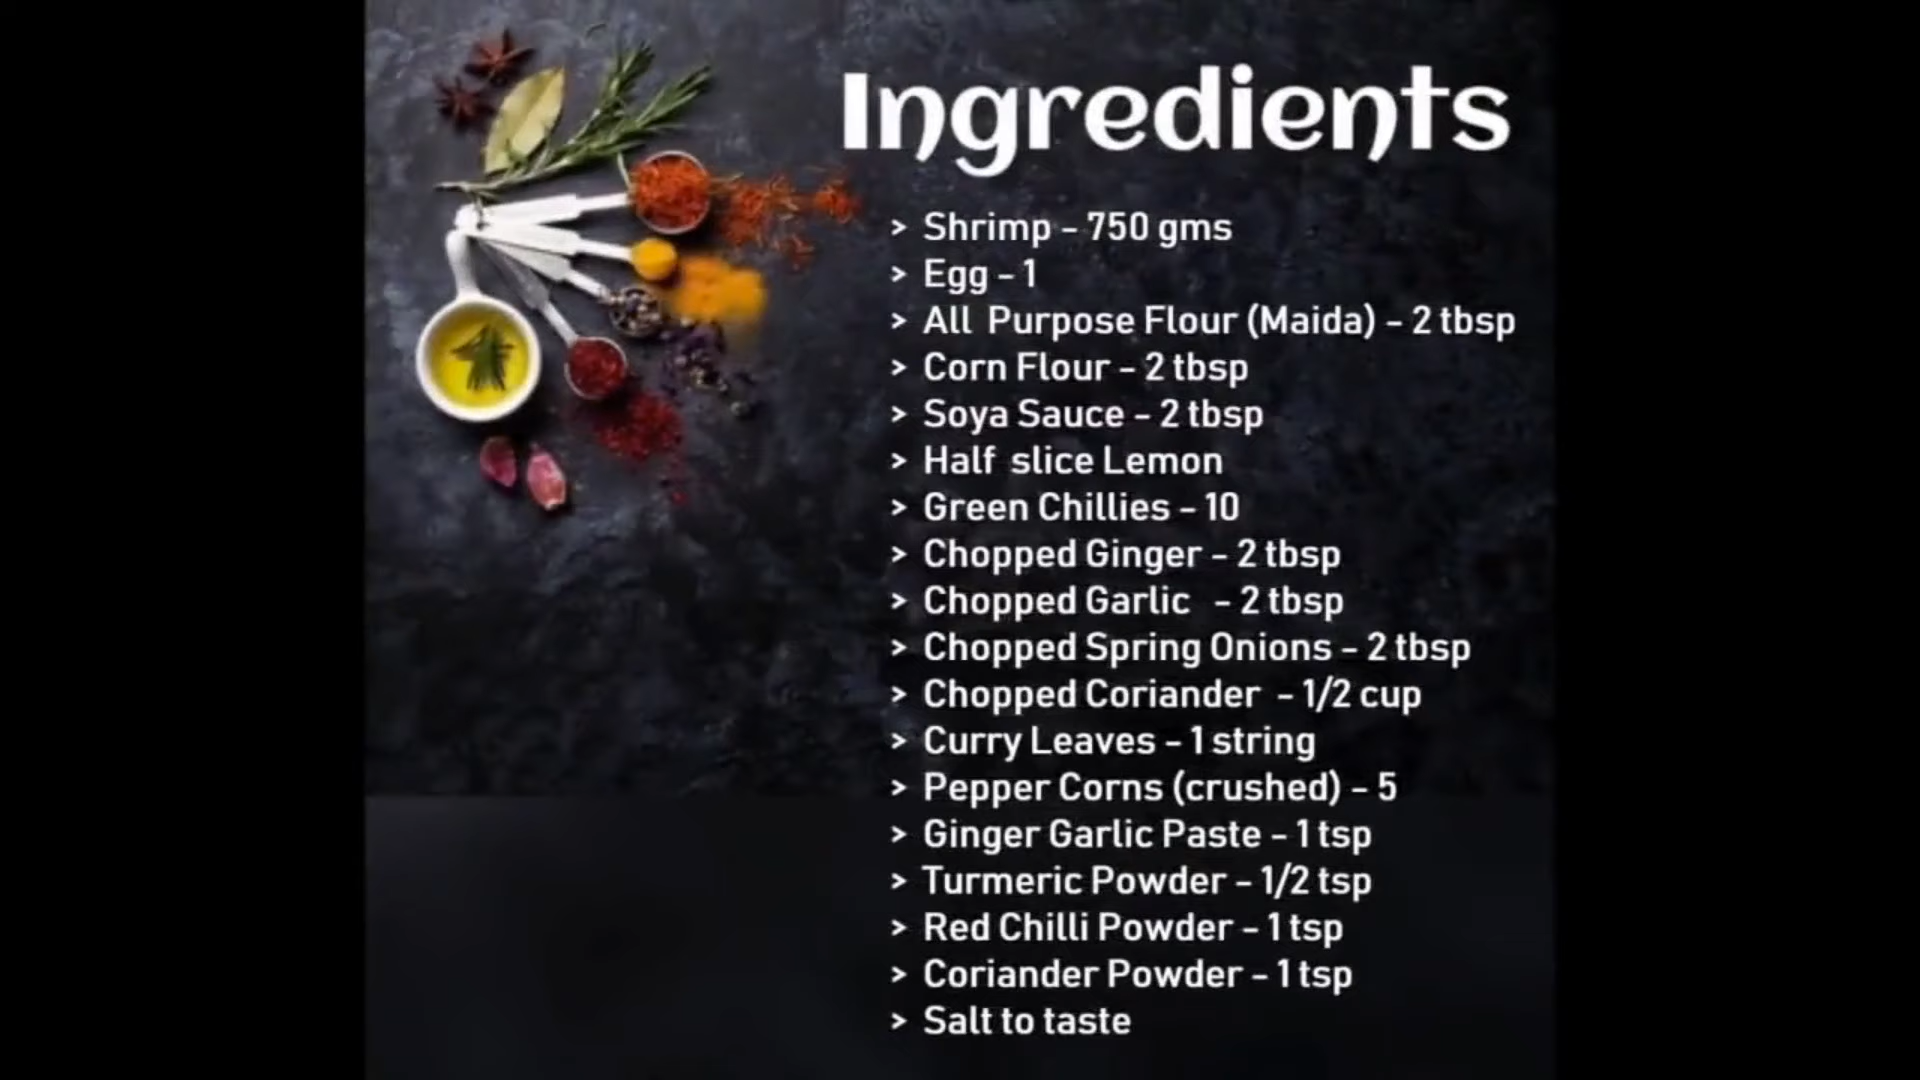 Ingredients
> Shrimp - 750 gms
> Egg - 1
> All Purpose Flour (Maida) - 2 tbsp
> Corn Flour - 2 tbsp
> Soya Sauce - 2 tbsp
> Half slice Lemon
> Green Chillies - 10
> Chopped Ginger - 2 tbsp
> Chopped Garlic - 2 tbsp
> Chopped Spring Onions - 2 tbsp
> Chopped Coriander - 1/2 cup
> Curry Leaves - 1 string
> Pepper Corns (crushed) - 5
> Ginger Garlic Paste - 1 tsp
> Turmeric Powder - 1/2 tsp
> Red Chilli Powder - 1 tsp
> Coriander Powder - 1 tsp
> Salt to taste